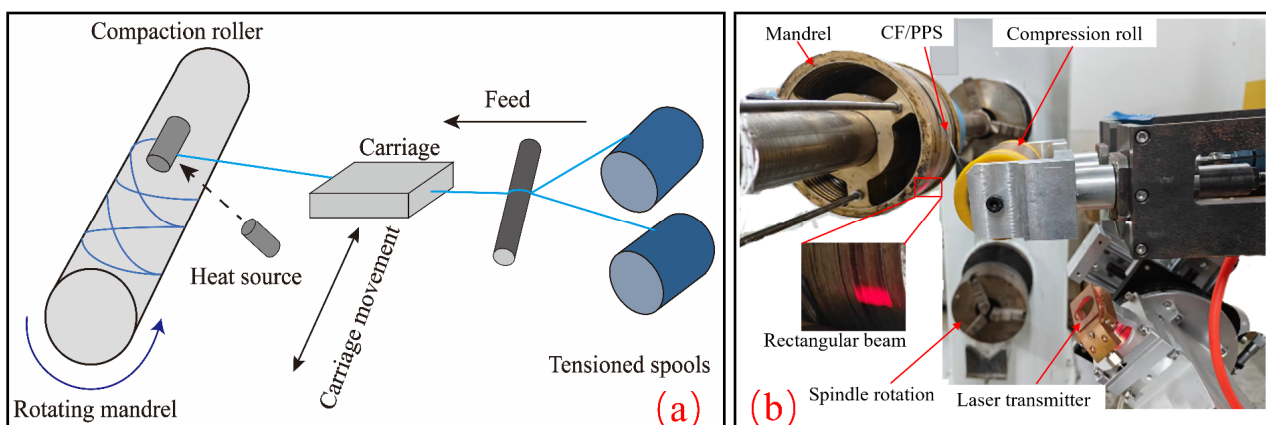 Compaction roller
Feed
Carriage
Heat source
Carriage movement
Rotating mandrel
Tensioned spools
(a)
Mandrel
CF/PPS
Compression roll
Rectangular beam
Spindle rotation
Laser transmitter
(b)